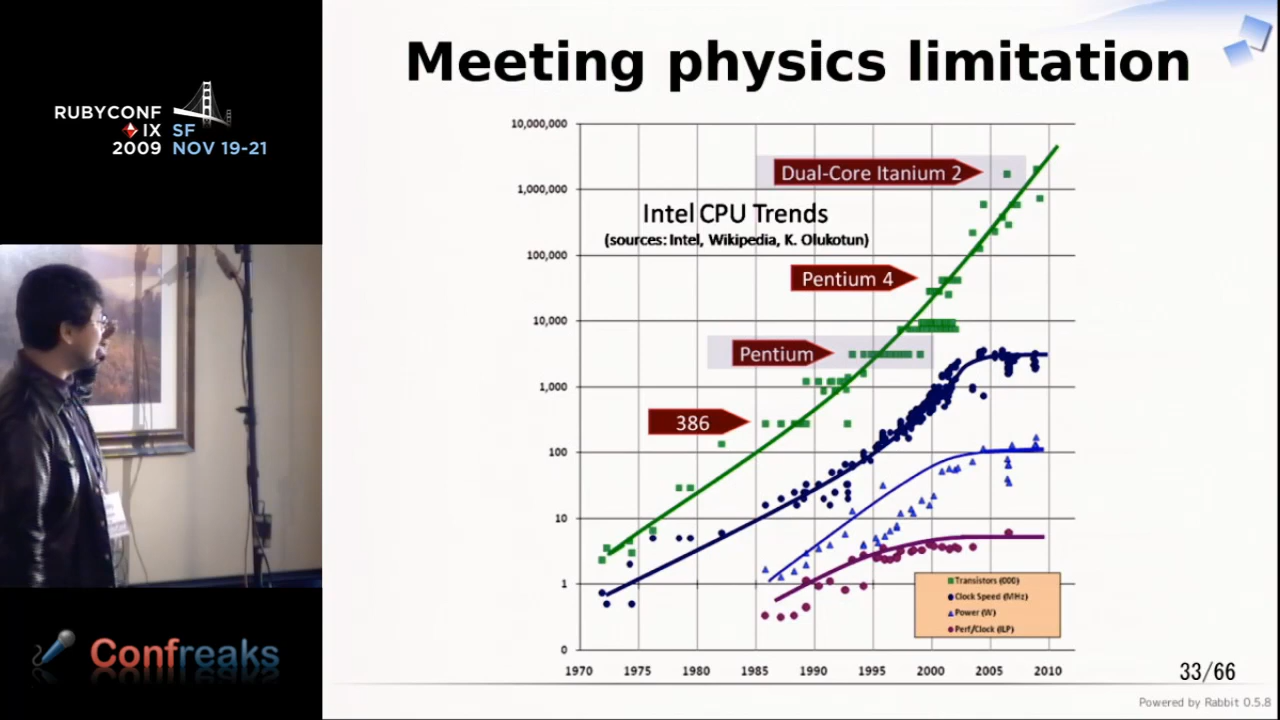 Meeting physics limitation
RUBYCONF
IX SF
2009 NOV 19-21
10,000,000
1,000,000
100,000
10,000
1,000
100
10
1
0
Dual-Core Itanium 2
Intel CPU Trends
(sources: Intel, Wikipedia, K. Olukotun)
Pentium 4
Pentium
386
Transistors (000)
Clock Speed (MHz)
Power (W)
Perf/Clock (ILP)
1970 1975 1980 1985 1990 1995 2000 2005 2010
33/66
Powered by Rabbit 0.5.8
Confreaks